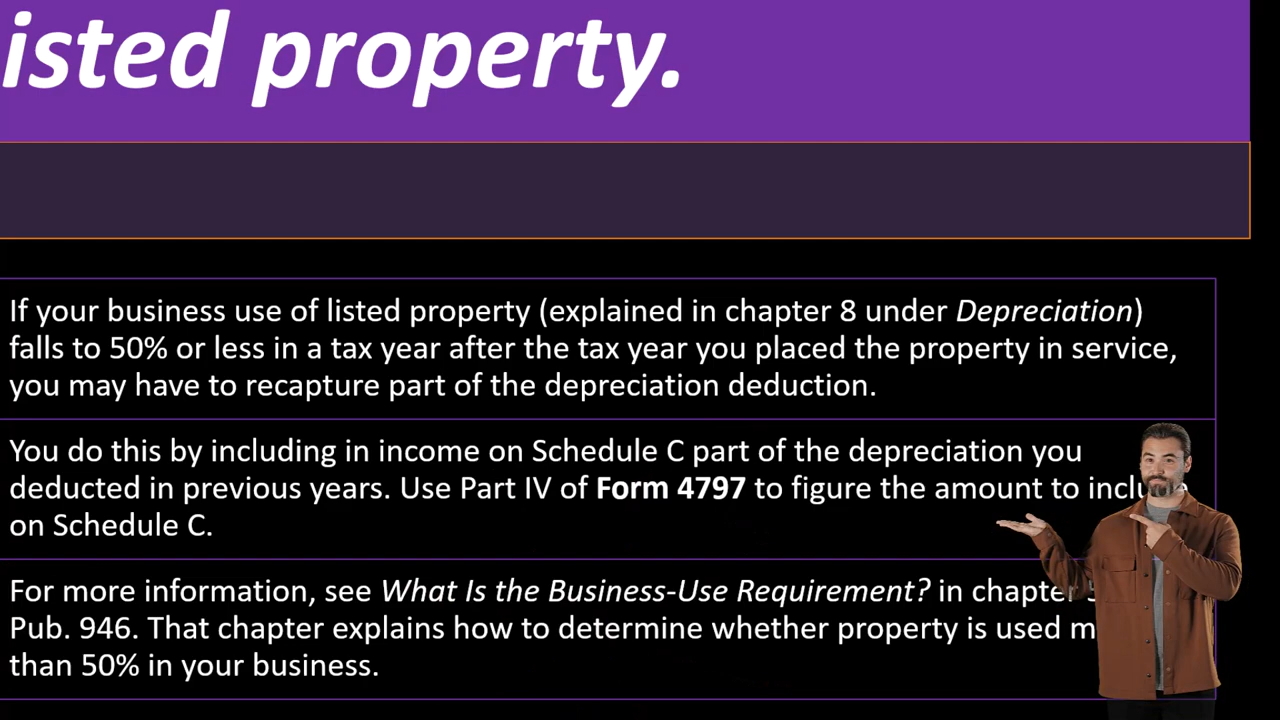 isted property.
If your business use of listed property (explained in chapter 8 under Depreciation)
falls to 50% or less in a tax year after the tax year you placed the property in service,
you may have to recapture part of the depreciation deduction.
You do this by including in income on Schedule C part of the depreciation you
deducted in previous years. Use Part IV of Form 4797 to figure the amount to inclu
on Schedule C.
For more information, see What Is the Business-Use Requirement? in chapter
Pub. 946. That chapter explains how to determine whether property is used m
than 50% in your business.